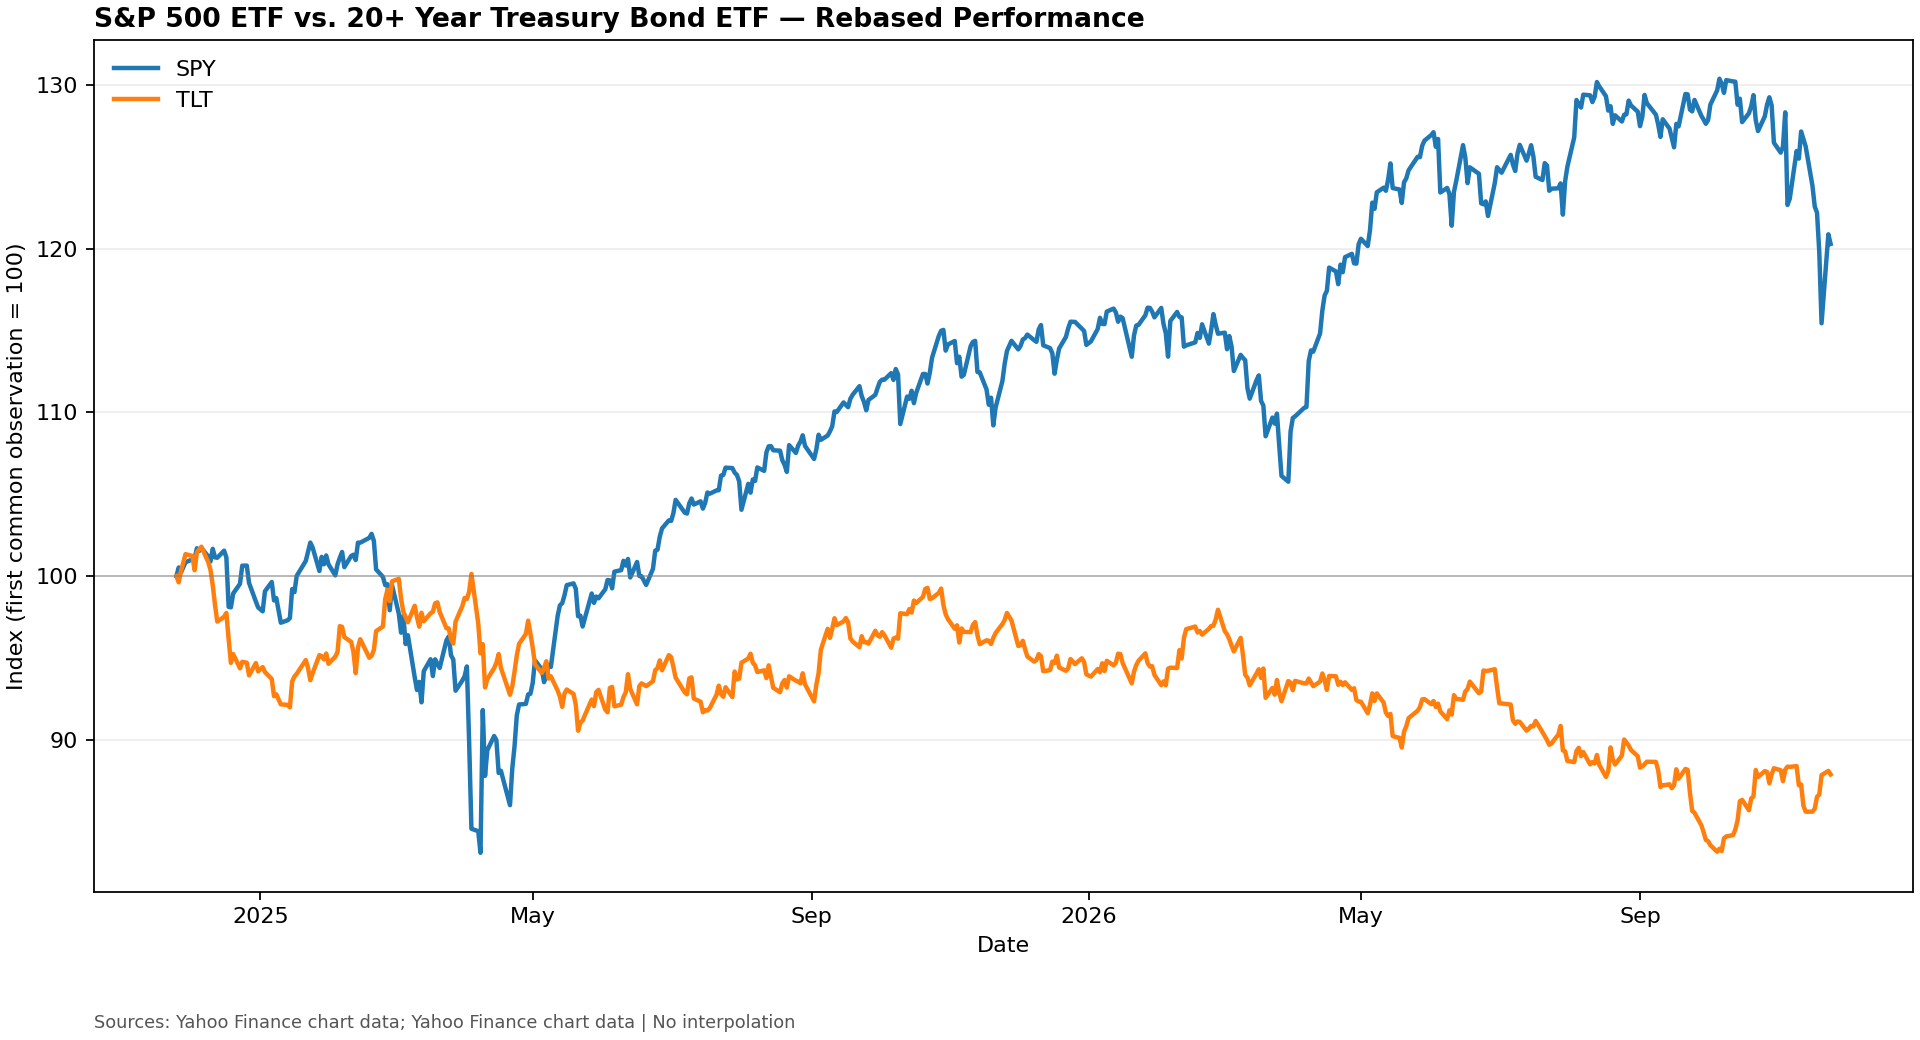 S&P 500 ETF vs. 20+ Year Treasury Bond ETF — Rebased Performance
SPY
TLT
Index (first common observation = 100)
130
120
110
100
90
2025
May
Sep
2026
May
Sep
Date
Sources: Yahoo Finance chart data; Yahoo Finance chart data | No interpolation